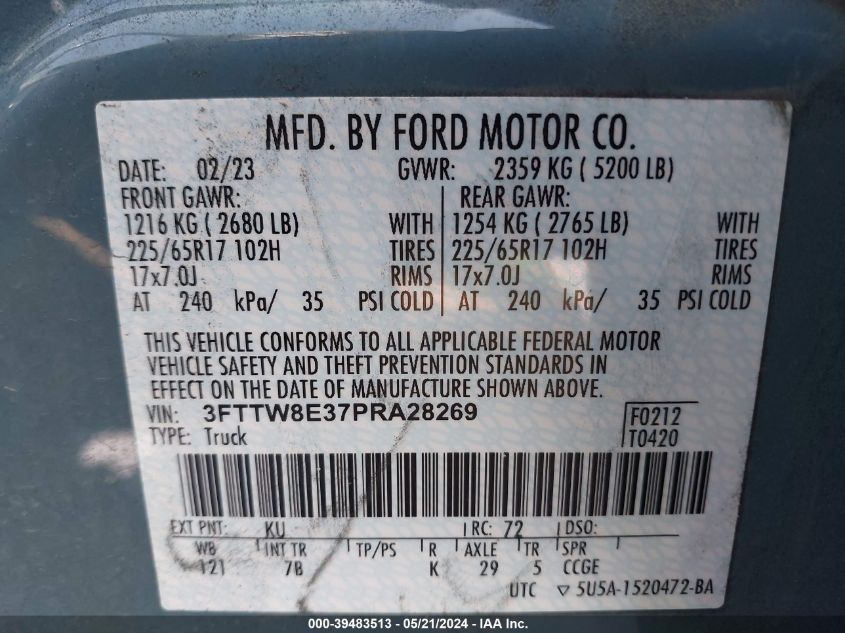 MFD. BY FORD MOTOR CO.
DATE: 02/23 GVWR: 2359 KG ( 5200 LB)
FRONT GAWR: REAR GAWR:
1216 KG ( 2680 LB) WITH 1254 KG ( 2765 LB) WITH
225/65R17 102H TIRES 225/65R17 102H TIRES
17x7.0J RIMS 17x7.0J RIMS
AT 240 kPa/ 35 PSI COLD AT 240 kPa/ 35 PSI COLD
THIS VEHICLE CONFORMS TO ALL APPLICABLE FEDERAL MOTOR
VEHICLE SAFETY AND THEFT PREVENTION STANDARDS IN
EFFECT ON THE DATE OF MANUFACTURE SHOWN ABOVE.
VIN: 3FTTW8E37PRA28269 F0212
TYPE: Truck T0420
EXT PNT: KU RC: 72 DSO:
WB INT TR TP/PS R AXLE TR SPR
121 7B K 29 5 CCGE
UTC ▽ 5U5A-1520472-BA
000-39483513 - 05/21/2024 - IAA Inc.